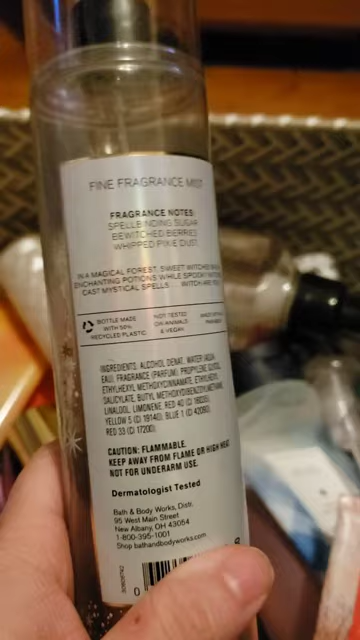 FINE FRAGRANCE MIST
FRAGRANCE NOTES:
SPELLBINDING SUGAR
BEWITCHED BERRIES
WHIPPED PIXIE DUST
IN A MAGICAL FOREST, SWEET WITCHES
ENCHANTING POTIONS WHILE SPOOKY
CAST MYSTICAL SPELLS
BOTTLE MADE
WITH 50%
RECYCLED PLASTIC
NOT TESTED
ON ANIMALS
& VEGAN
INGREDIENTS: ALCOHOL DENAT., WATER (AQUA,
EAU), FRAGRANCE (PARFUM), PROPYLENE GLYCOL,
ETHYLHEXYL METHOXYCINNAMATE, ETHYLHEXYL
SALICYLATE, BUTYL METHOXYDIBENZOYLMETHANE,
LINALOOL, LIMONENE, RED 40 (CI 16035),
YELLOW 5 (CI 19140), BLUE 1 (CI 42090),
RED 33 (CI 17200).
CAUTION: FLAMMABLE.
KEEP AWAY FROM FLAME OR HIGH HEAT.
NOT FOR UNDERARM USE.
Dermatologist Tested
Bath & Body Works, Distr.
95 West Main Street
New Albany, OH 43054
1-800-395-1001
Shop bathandbodyworks.com
0